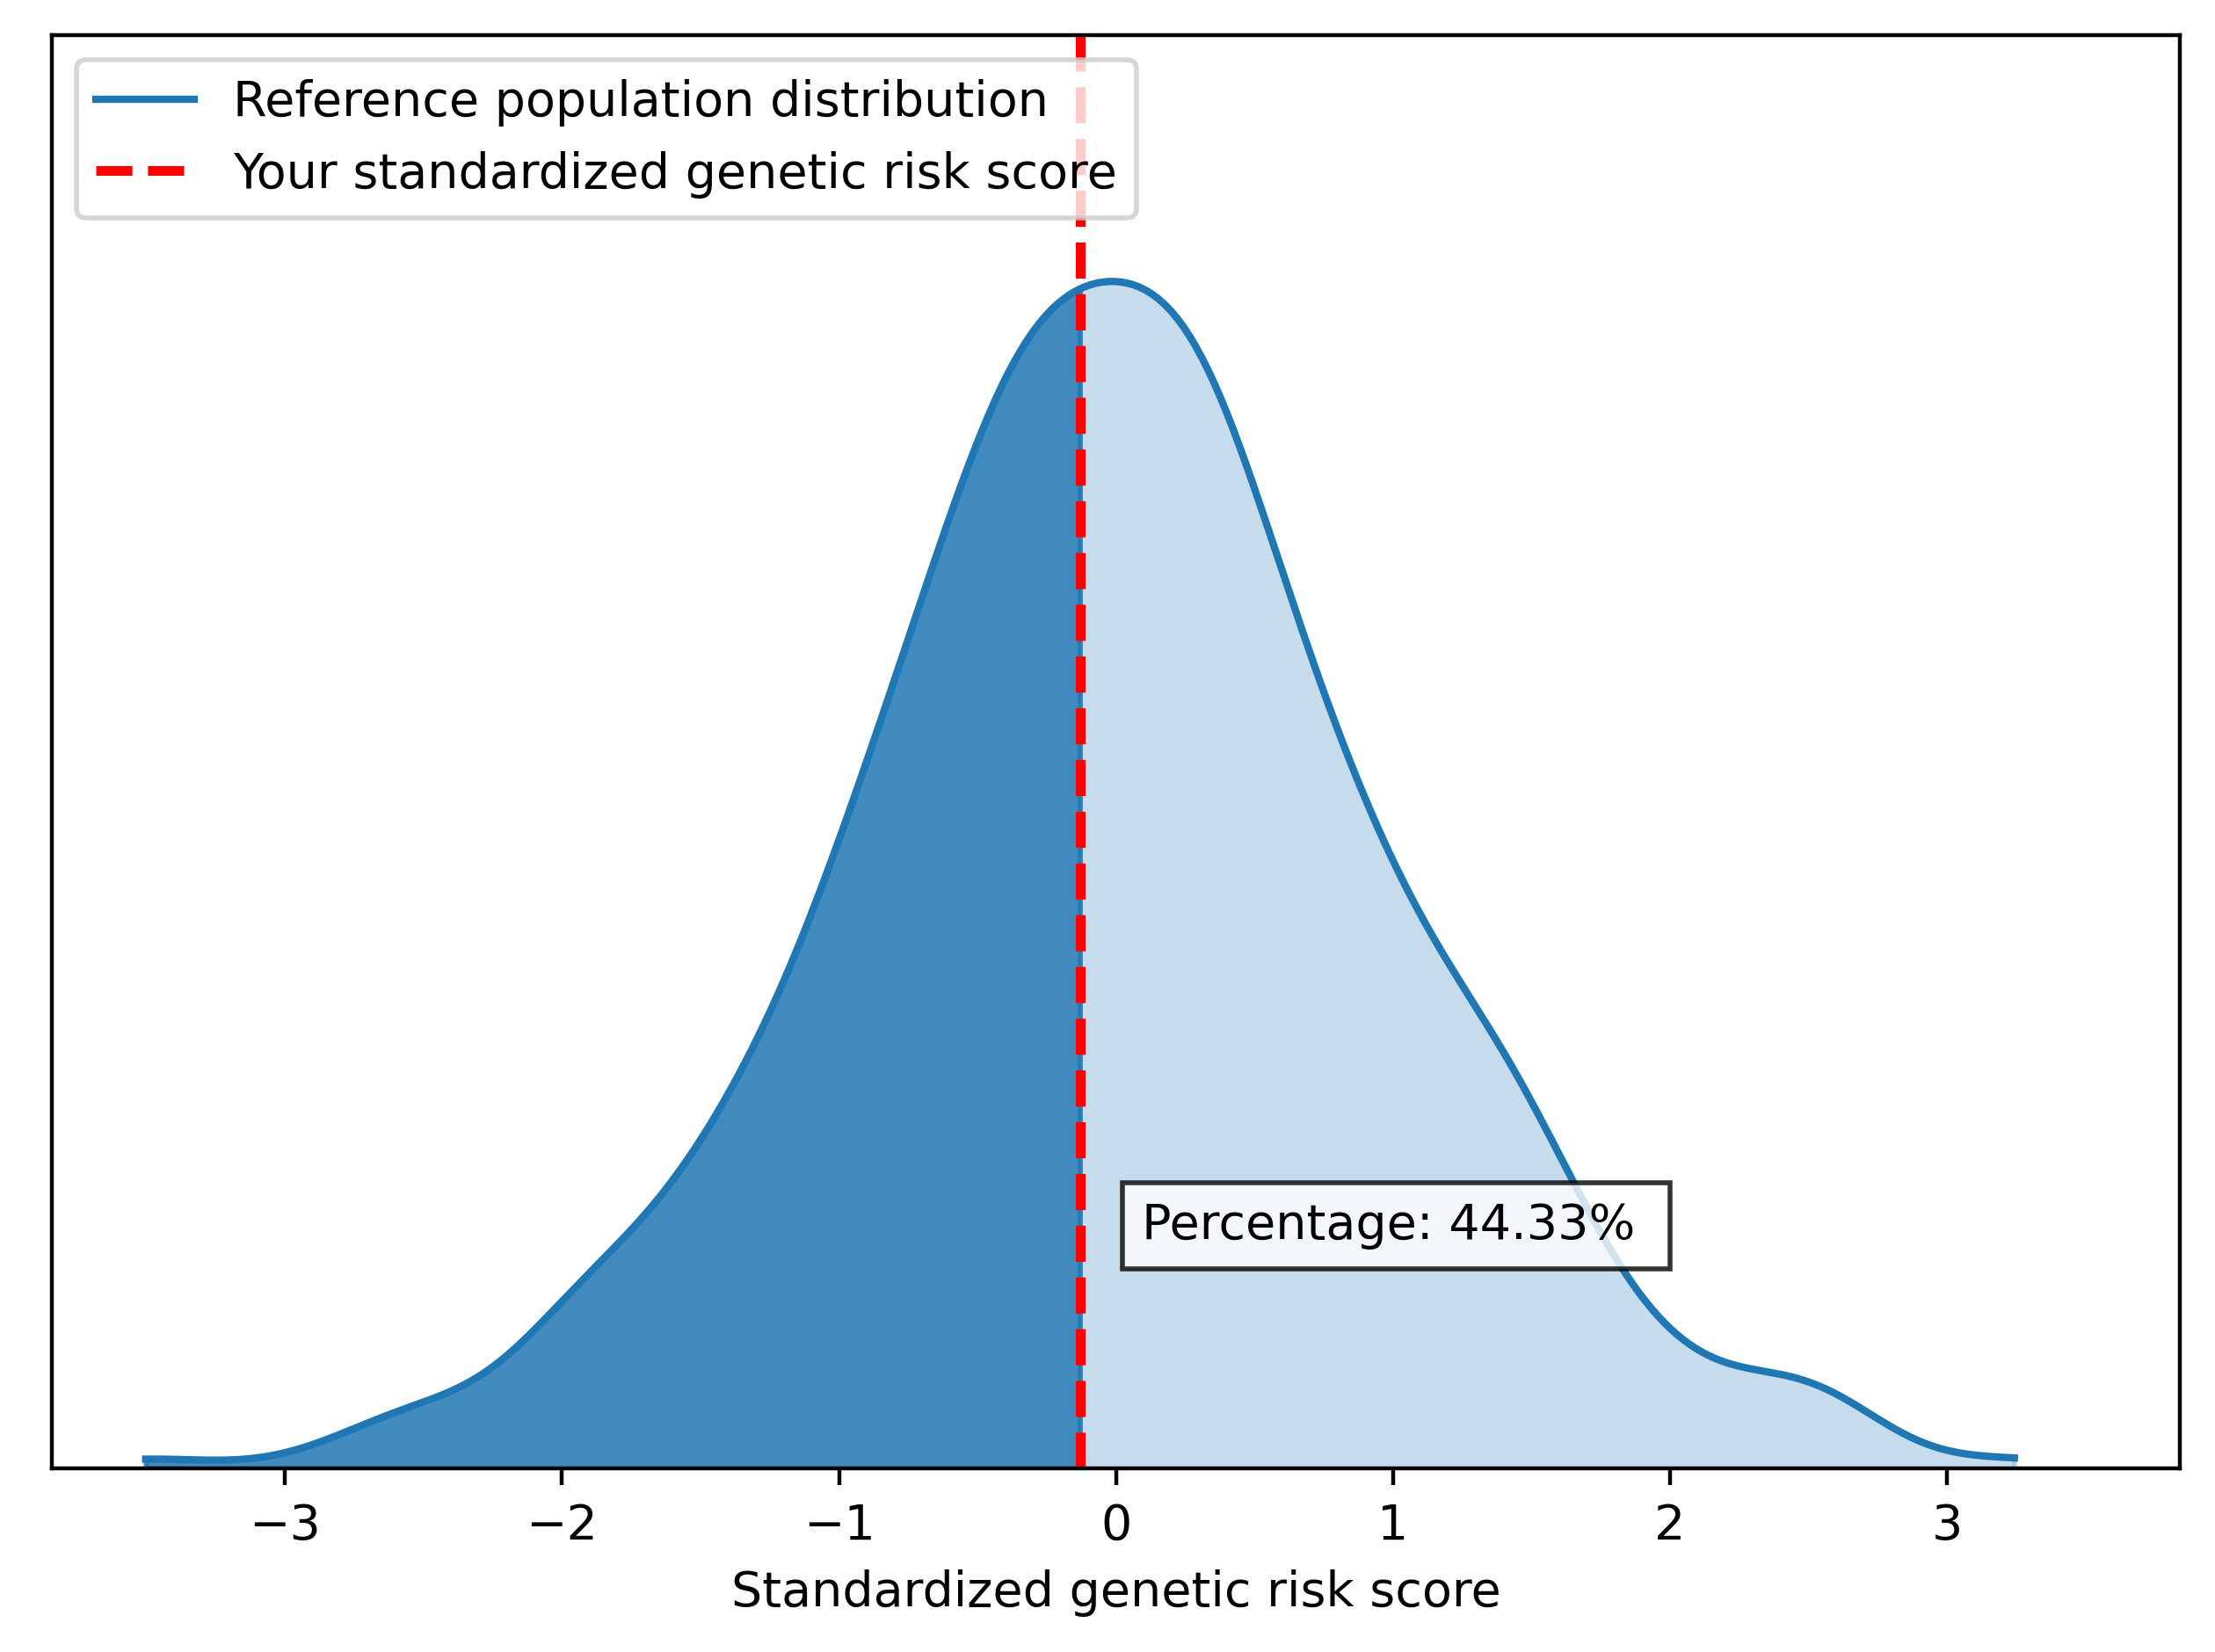 Reference population distribution
Your standardized genetic risk score
Percentage: 44.33%
−3 −2 −1 0 1 2 3
Standardized genetic risk score